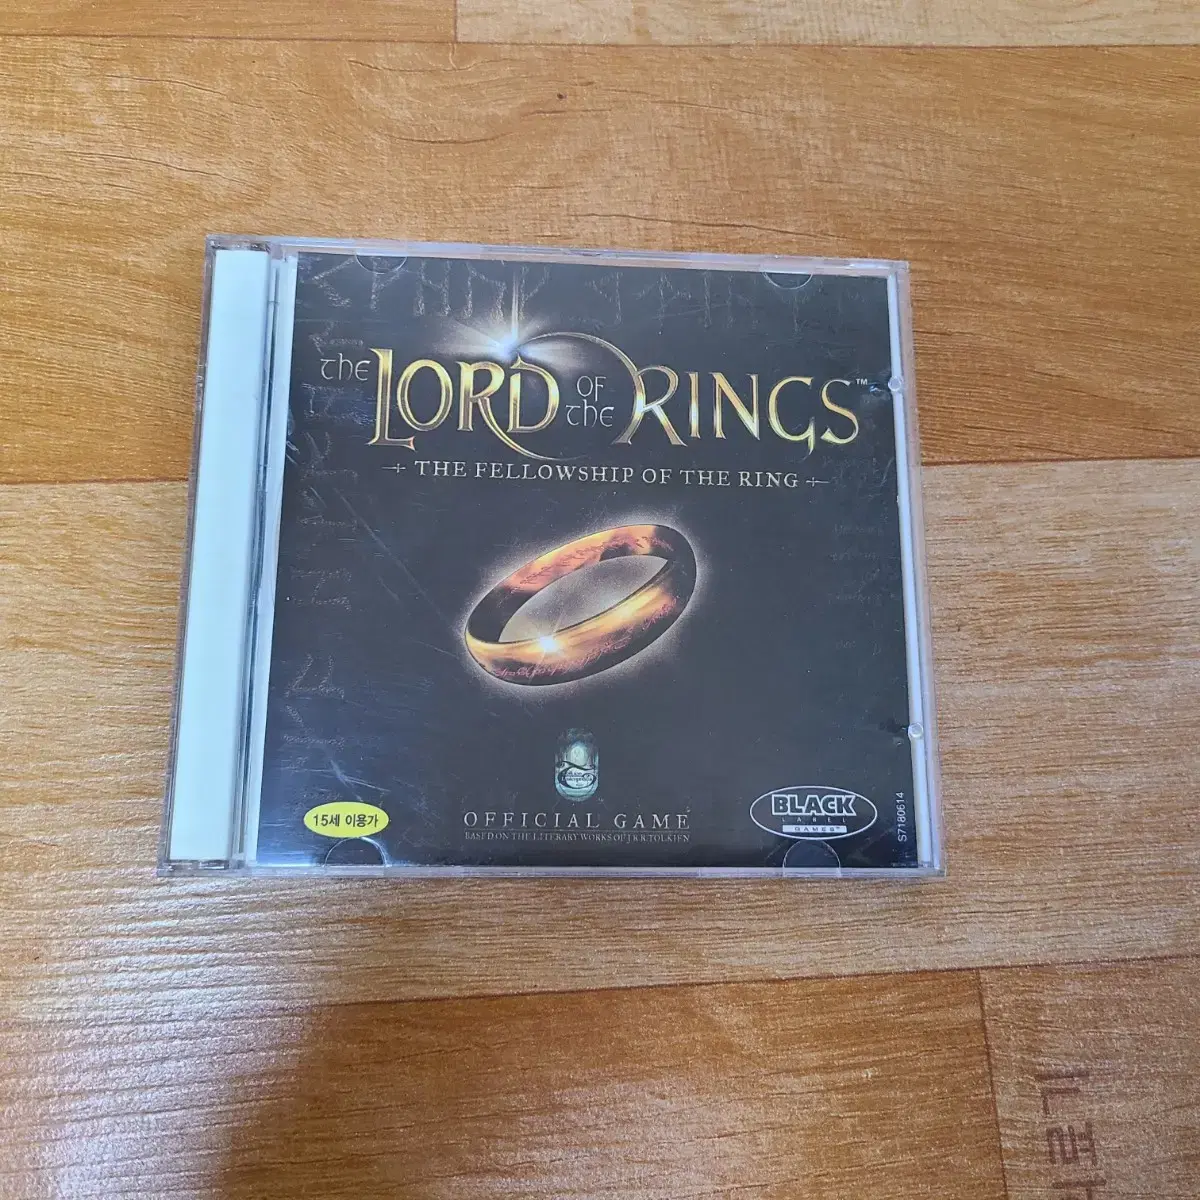 THE LORD OF THE RINGS™
THE FELLOWSHIP OF THE RING
OFFICIAL GAME
BASED ON THE LITERARY WORKS OF J.R.R. TOLKIEN
15세 이용가
BLACK
LABEL
GAMES™
S7180614